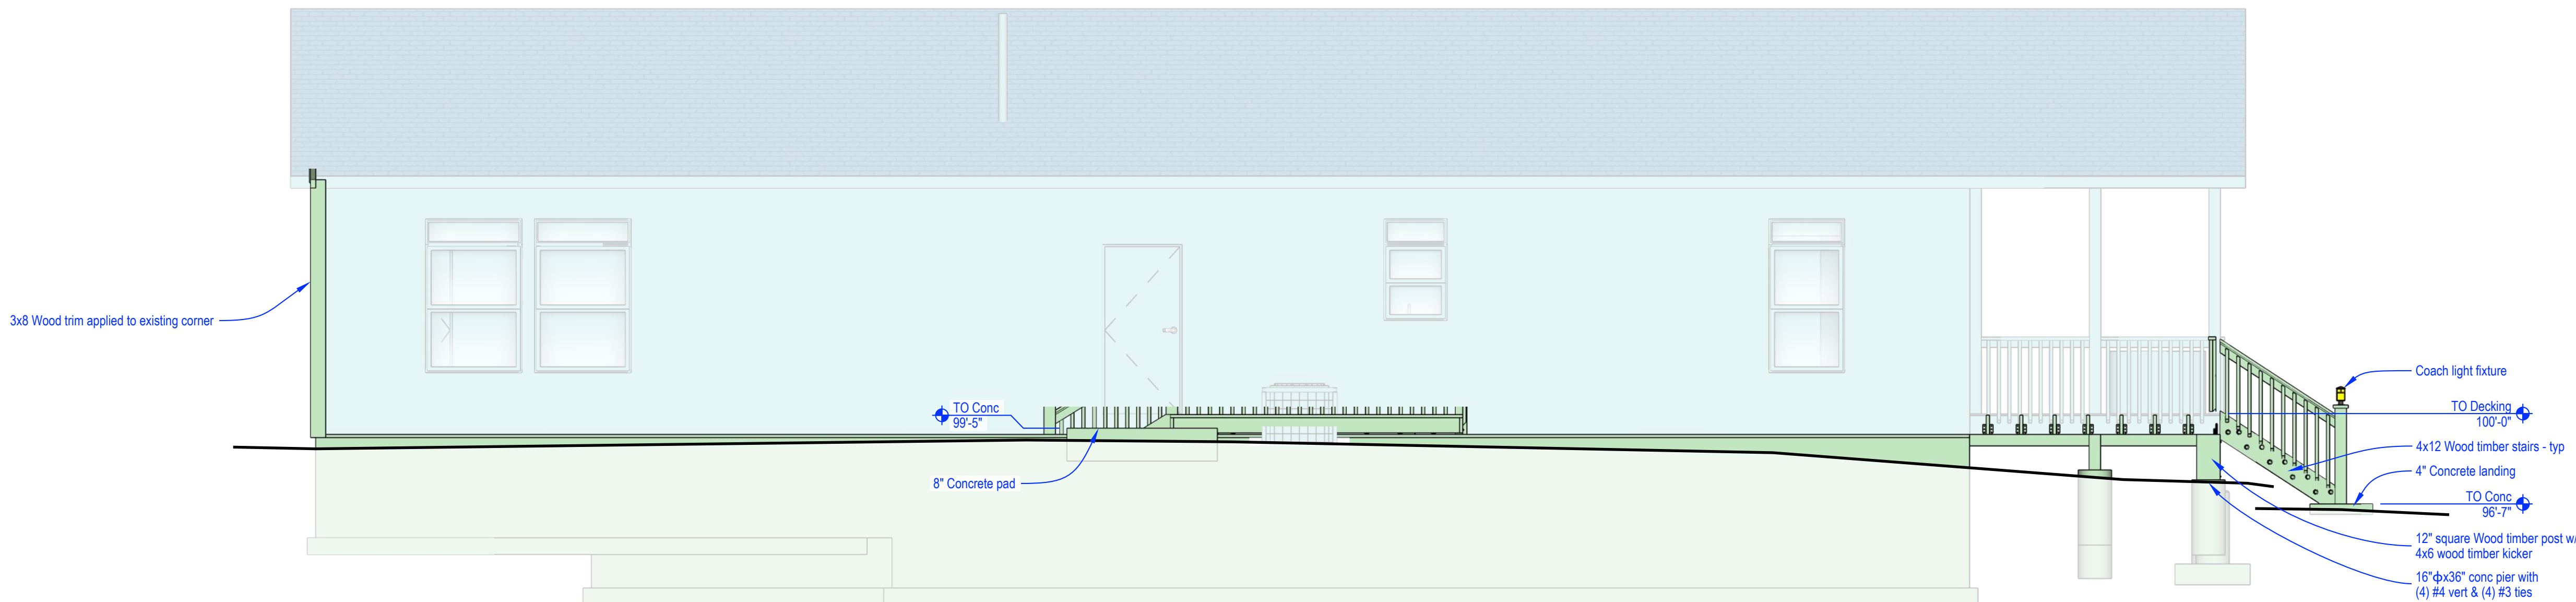 3x8 Wood trim applied to existing corner
TO Conc
99'-5"
8" Concrete pad
Coach light fixture
TO Decking
100'-0"
4x12 Wood timber stairs - typ
4" Concrete landing
TO Conc
96'-7"
12" square Wood timber post w/
4x6 wood timber kicker
16"ϕx36" conc pier with
(4) #4 vert & (4) #3 ties